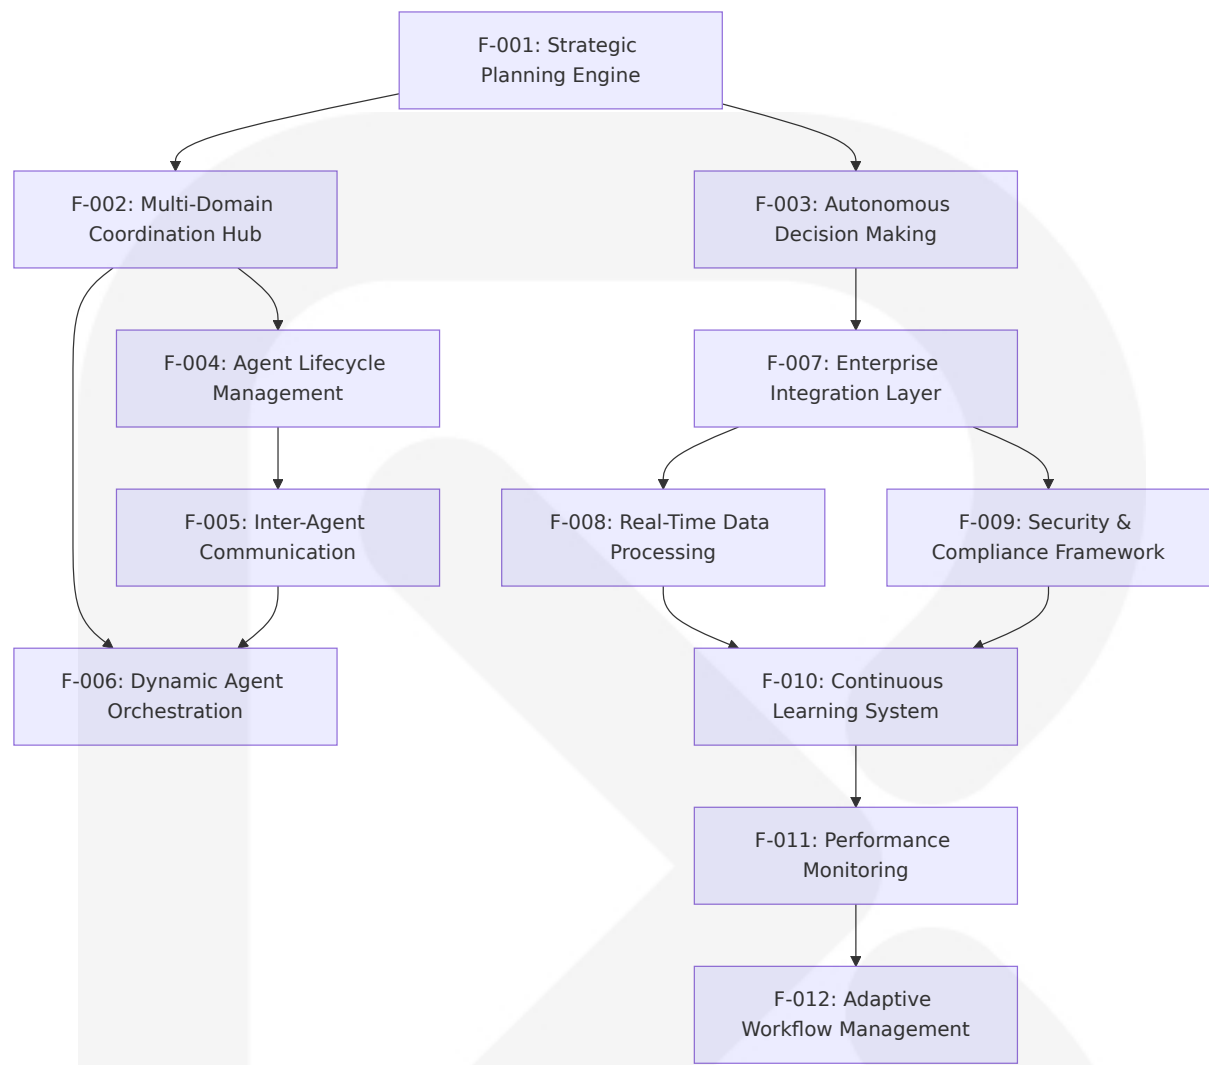 F-001: Strategic
Planning Engine
F-002: Multi-Domain
Coordination Hub
F-003: Autonomous
Decision Making
F-004: Agent Lifecycle
Management
F-007: Enterprise
Integration Layer
F-005: Inter-Agent
Communication
F-008: Real-Time Data
Processing
F-009: Security &
Compliance Framework
F-006: Dynamic Agent
Orchestration
F-010: Continuous
Learning System
F-011: Performance
Monitoring
F-012: Adaptive
Workflow Management